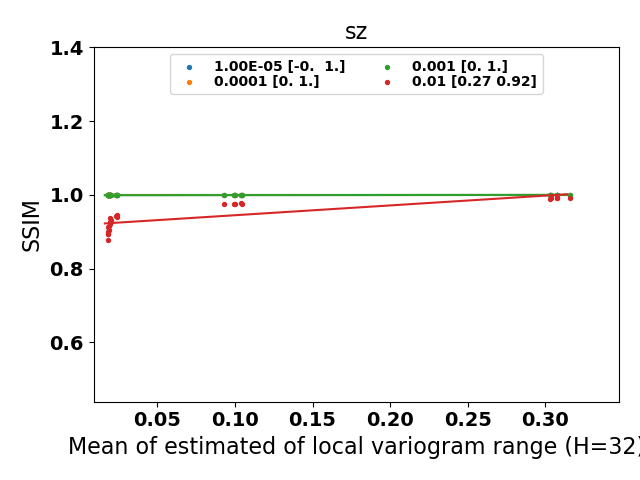 sz
1.00E-05 [-0.  1.]
0.0001 [0. 1.]
0.001 [0. 1.]
0.01 [0.27 0.92]
1.4
1.2
1.0
0.8
0.6
SSIM
0.05 0.10 0.15 0.20 0.25 0.30
Mean of estimated of local variogram range (H=32)